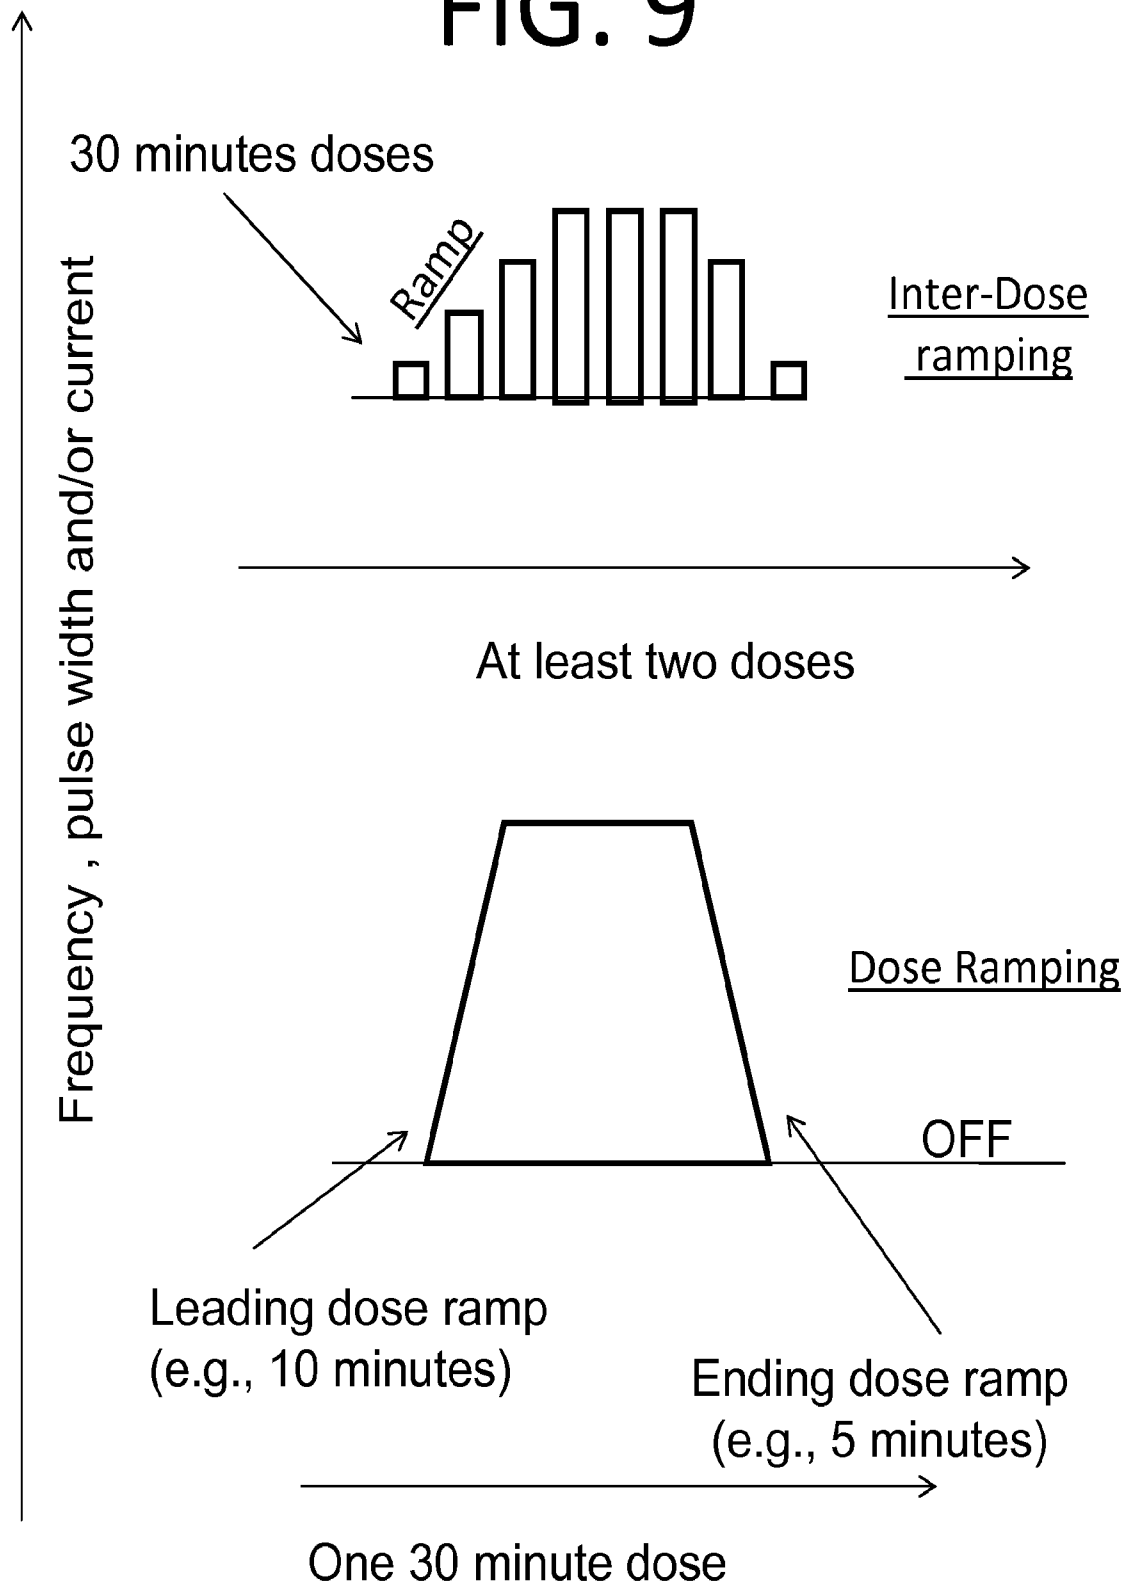 FIG. 9
30 minutes doses
Ramp
Inter-Dose
ramping
Frequency , pulse width and/or current
At least two doses
Dose Ramping
OFF
Leading dose ramp
(e.g., 10 minutes)
Ending dose ramp
(e.g., 5 minutes)
One 30 minute dose